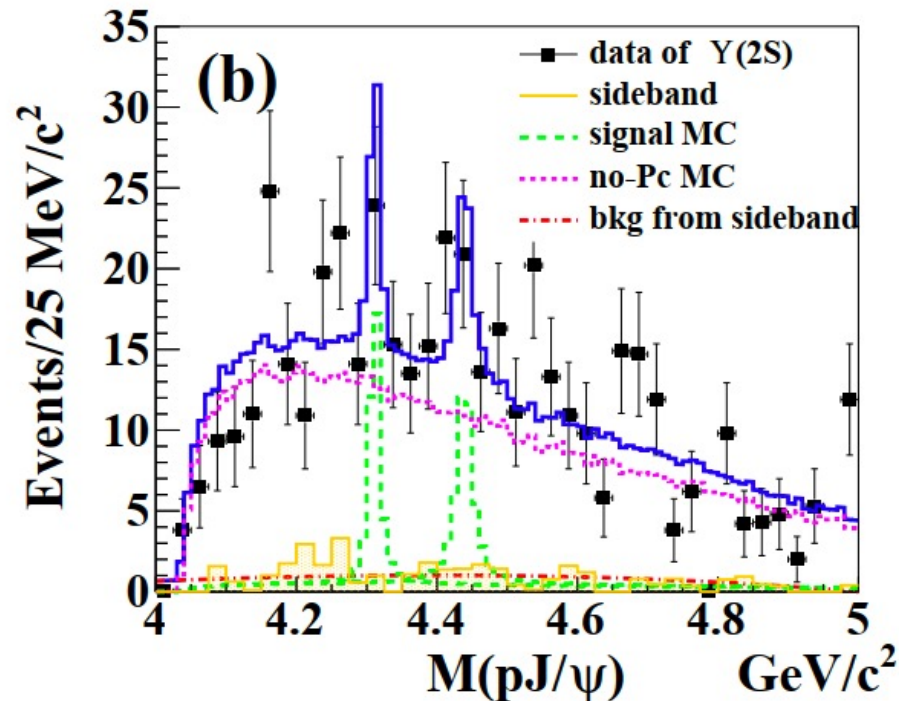 (b)
data of Υ(2S)
sideband
signal MC
no-Pc MC
bkg from sideband
Events/25 MeV/c²
35
30
25
20
15
10
5
0
4 4.2 4.4 4.6 4.8 5
M(pJ/ψ) GeV/c²